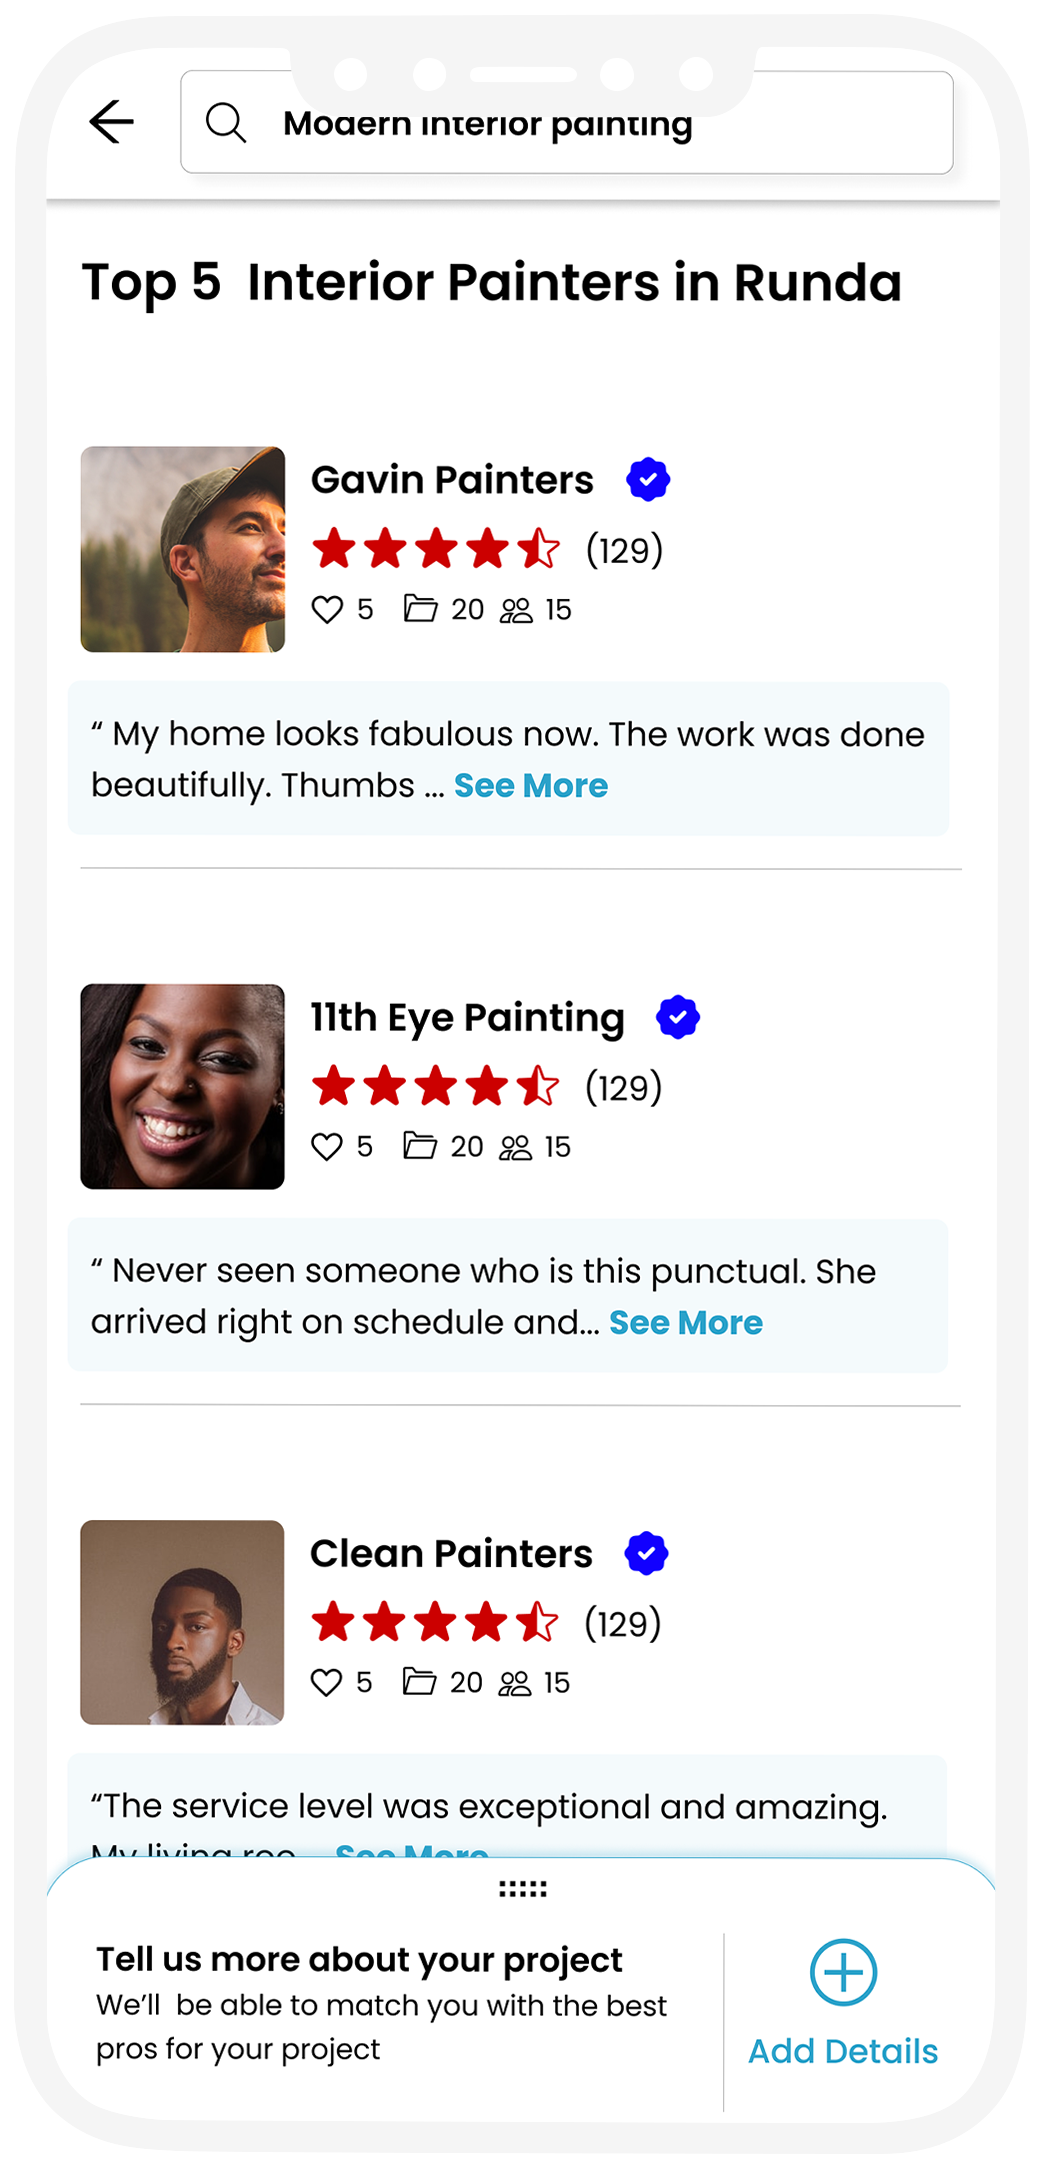 Modern interior painting
Top 5 Interior Painters in Runda
Gavin Painters
(129)
5 20 15
“ My home looks fabulous now. The work was done
beautifully. Thumbs ... See More
11th Eye Painting
(129)
5 20 15
“ Never seen someone who is this punctual. She
arrived right on schedule and... See More
Clean Painters
(129)
5 20 15
“The service level was exceptional and amazing.
My living roo... See More
Tell us more about your project
We’ll be able to match you with the best
pros for your project
Add Details